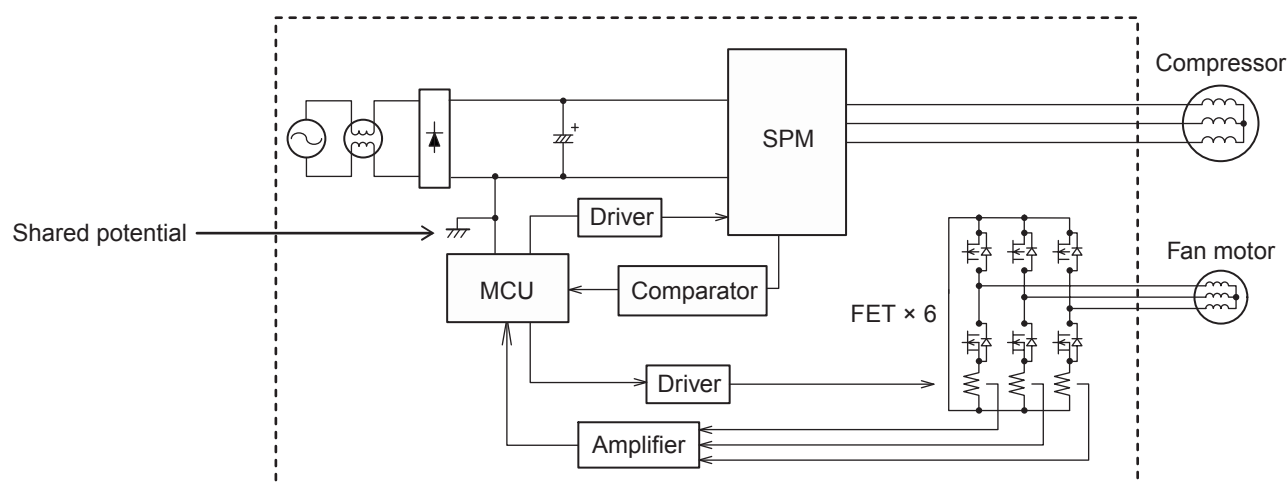 Compressor
SPM
Driver
Shared potential
Fan motor
MCU
Comparator
FET × 6
Driver
Amplifier